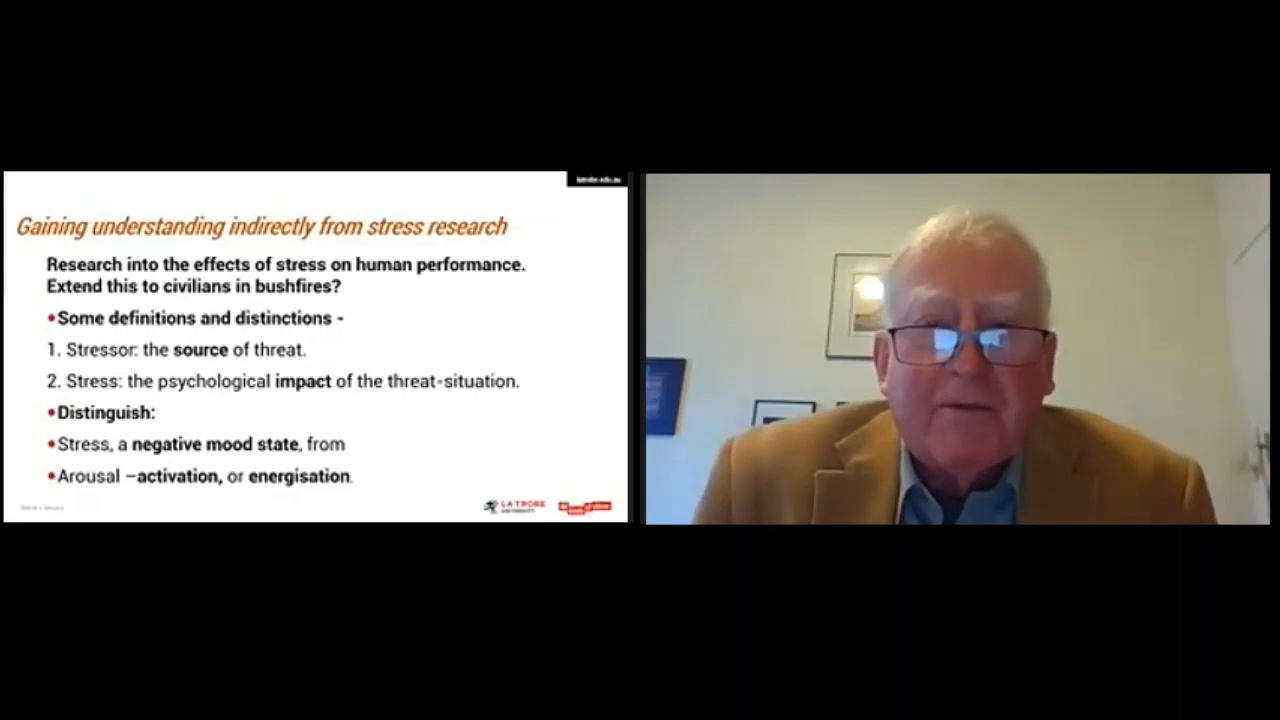 latrobe.edu.au
Gaining understanding indirectly from stress research
Research into the effects of stress on human performance.
Extend this to civilians in bushfires?
•Some definitions and distinctions -
1. Stressor: the source of threat.
2. Stress: the psychological impact of the threat-situation.
•Distinguish:
•Stress, a negative mood state, from
•Arousal –activation, or energisation.
LA TROBE
UNIVERSITY